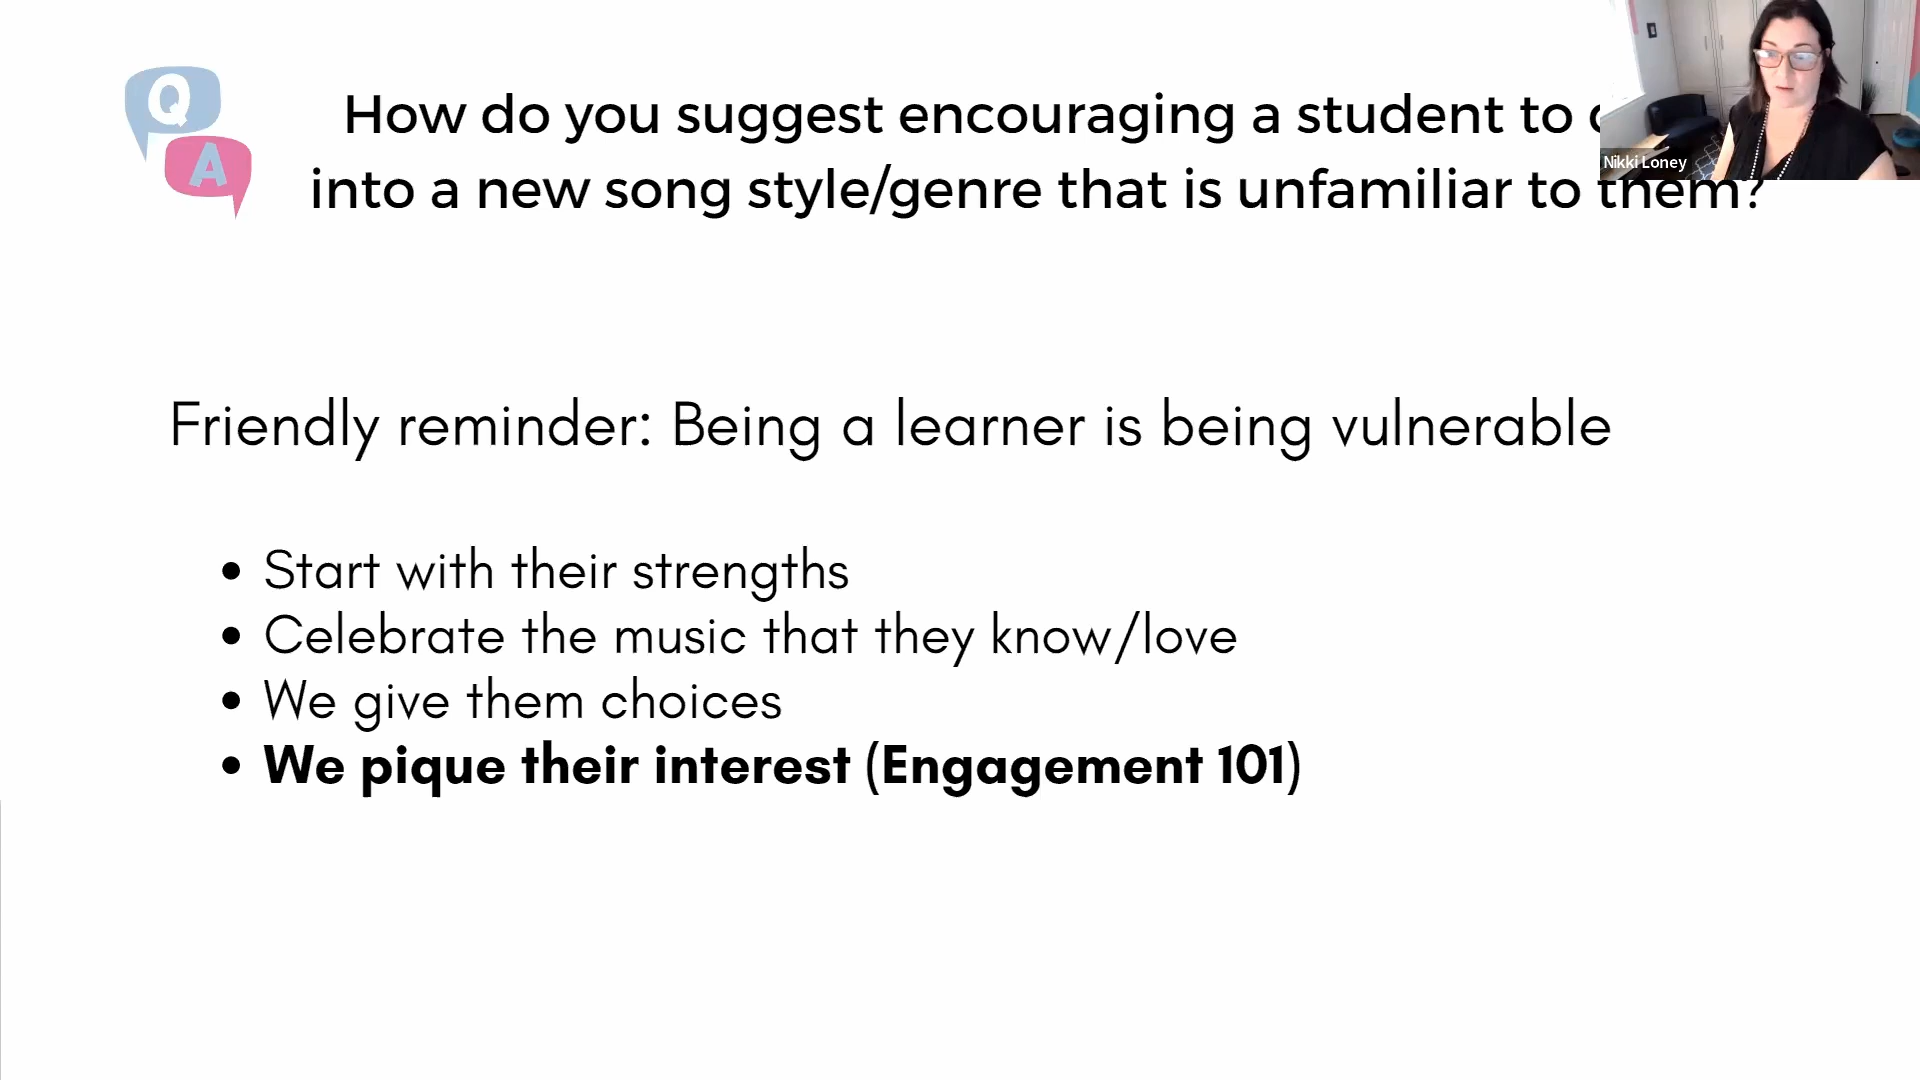 Q
A
How do you suggest encouraging a student to
into a new song style/genre that is unfamiliar to them?
Nikki Loney
Friendly reminder: Being a learner is being vulnerable
• Start with their strengths
• Celebrate the music that they know/love
• We give them choices
• We pique their interest (Engagement 101)